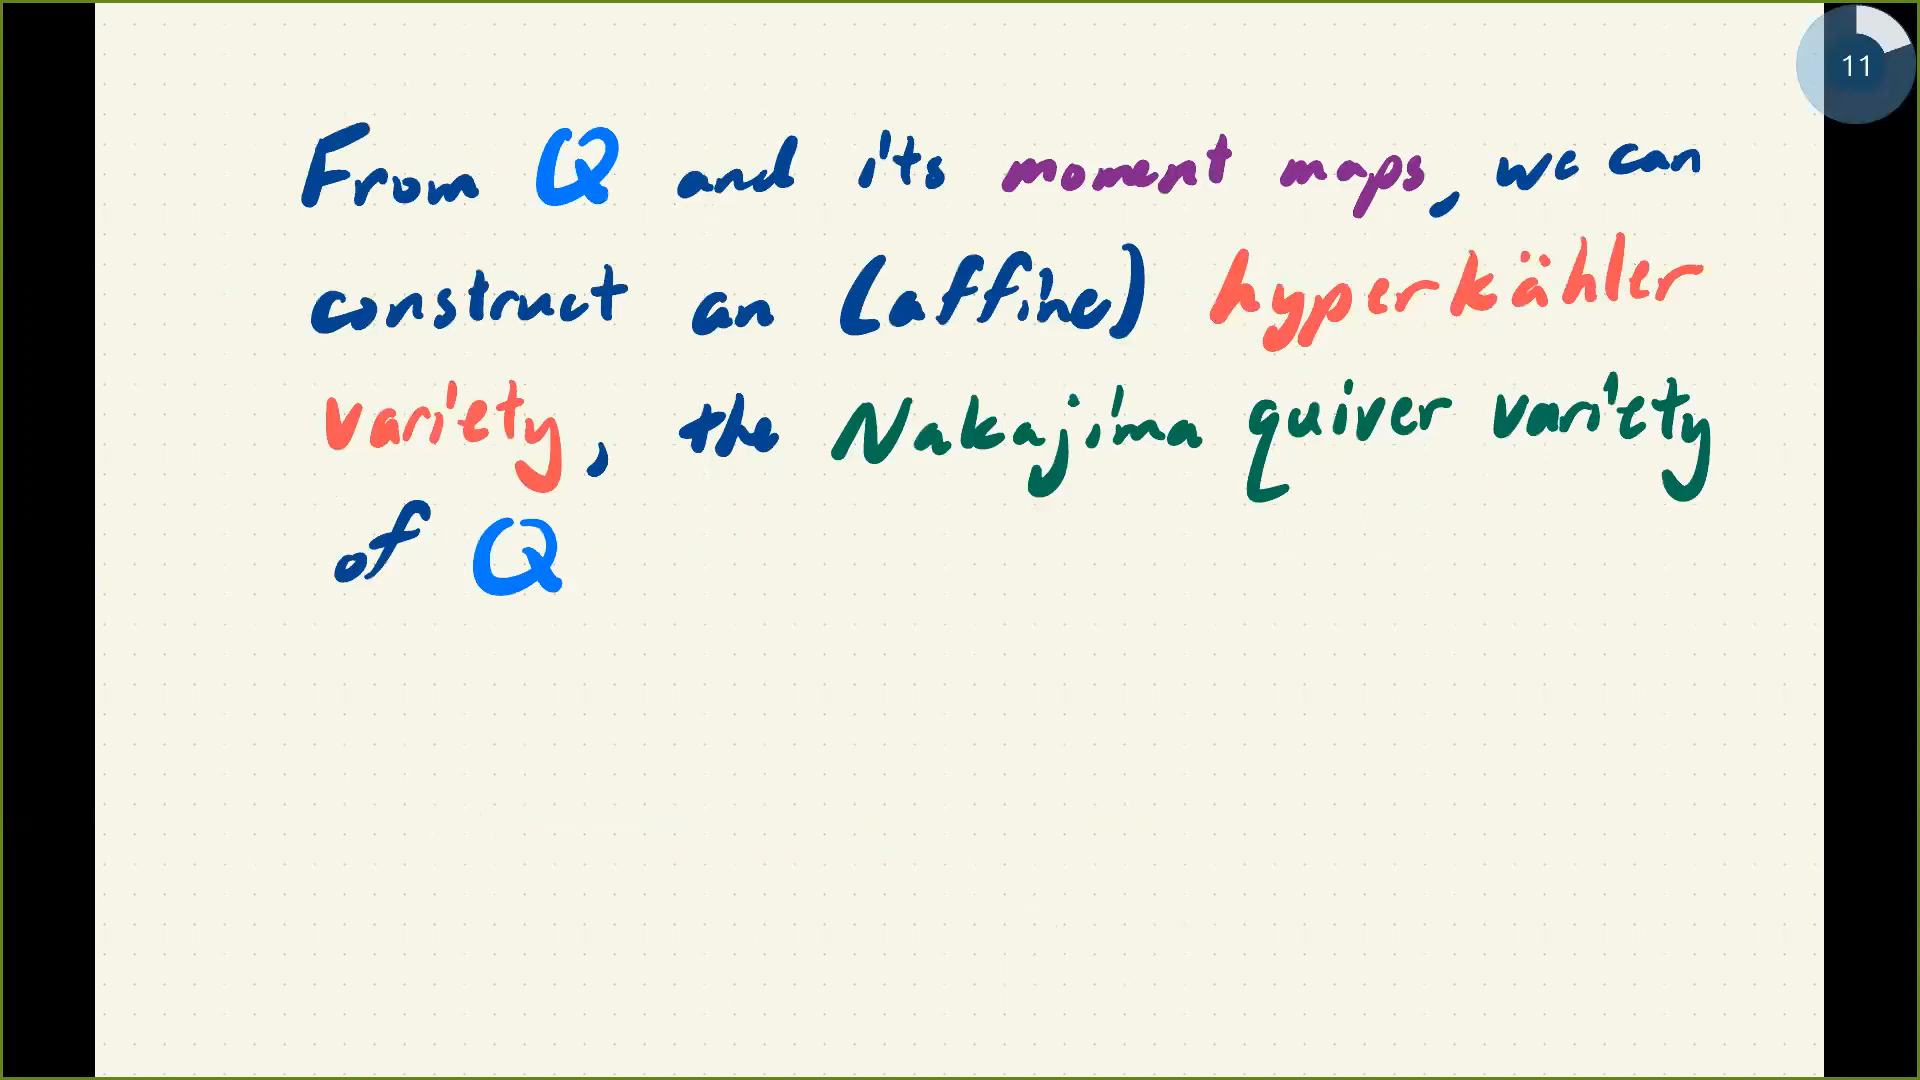 11
From Q and its moment maps, we can
construct an (affine) hyperkähler
variety, the Nakajima quiver variety
of Q